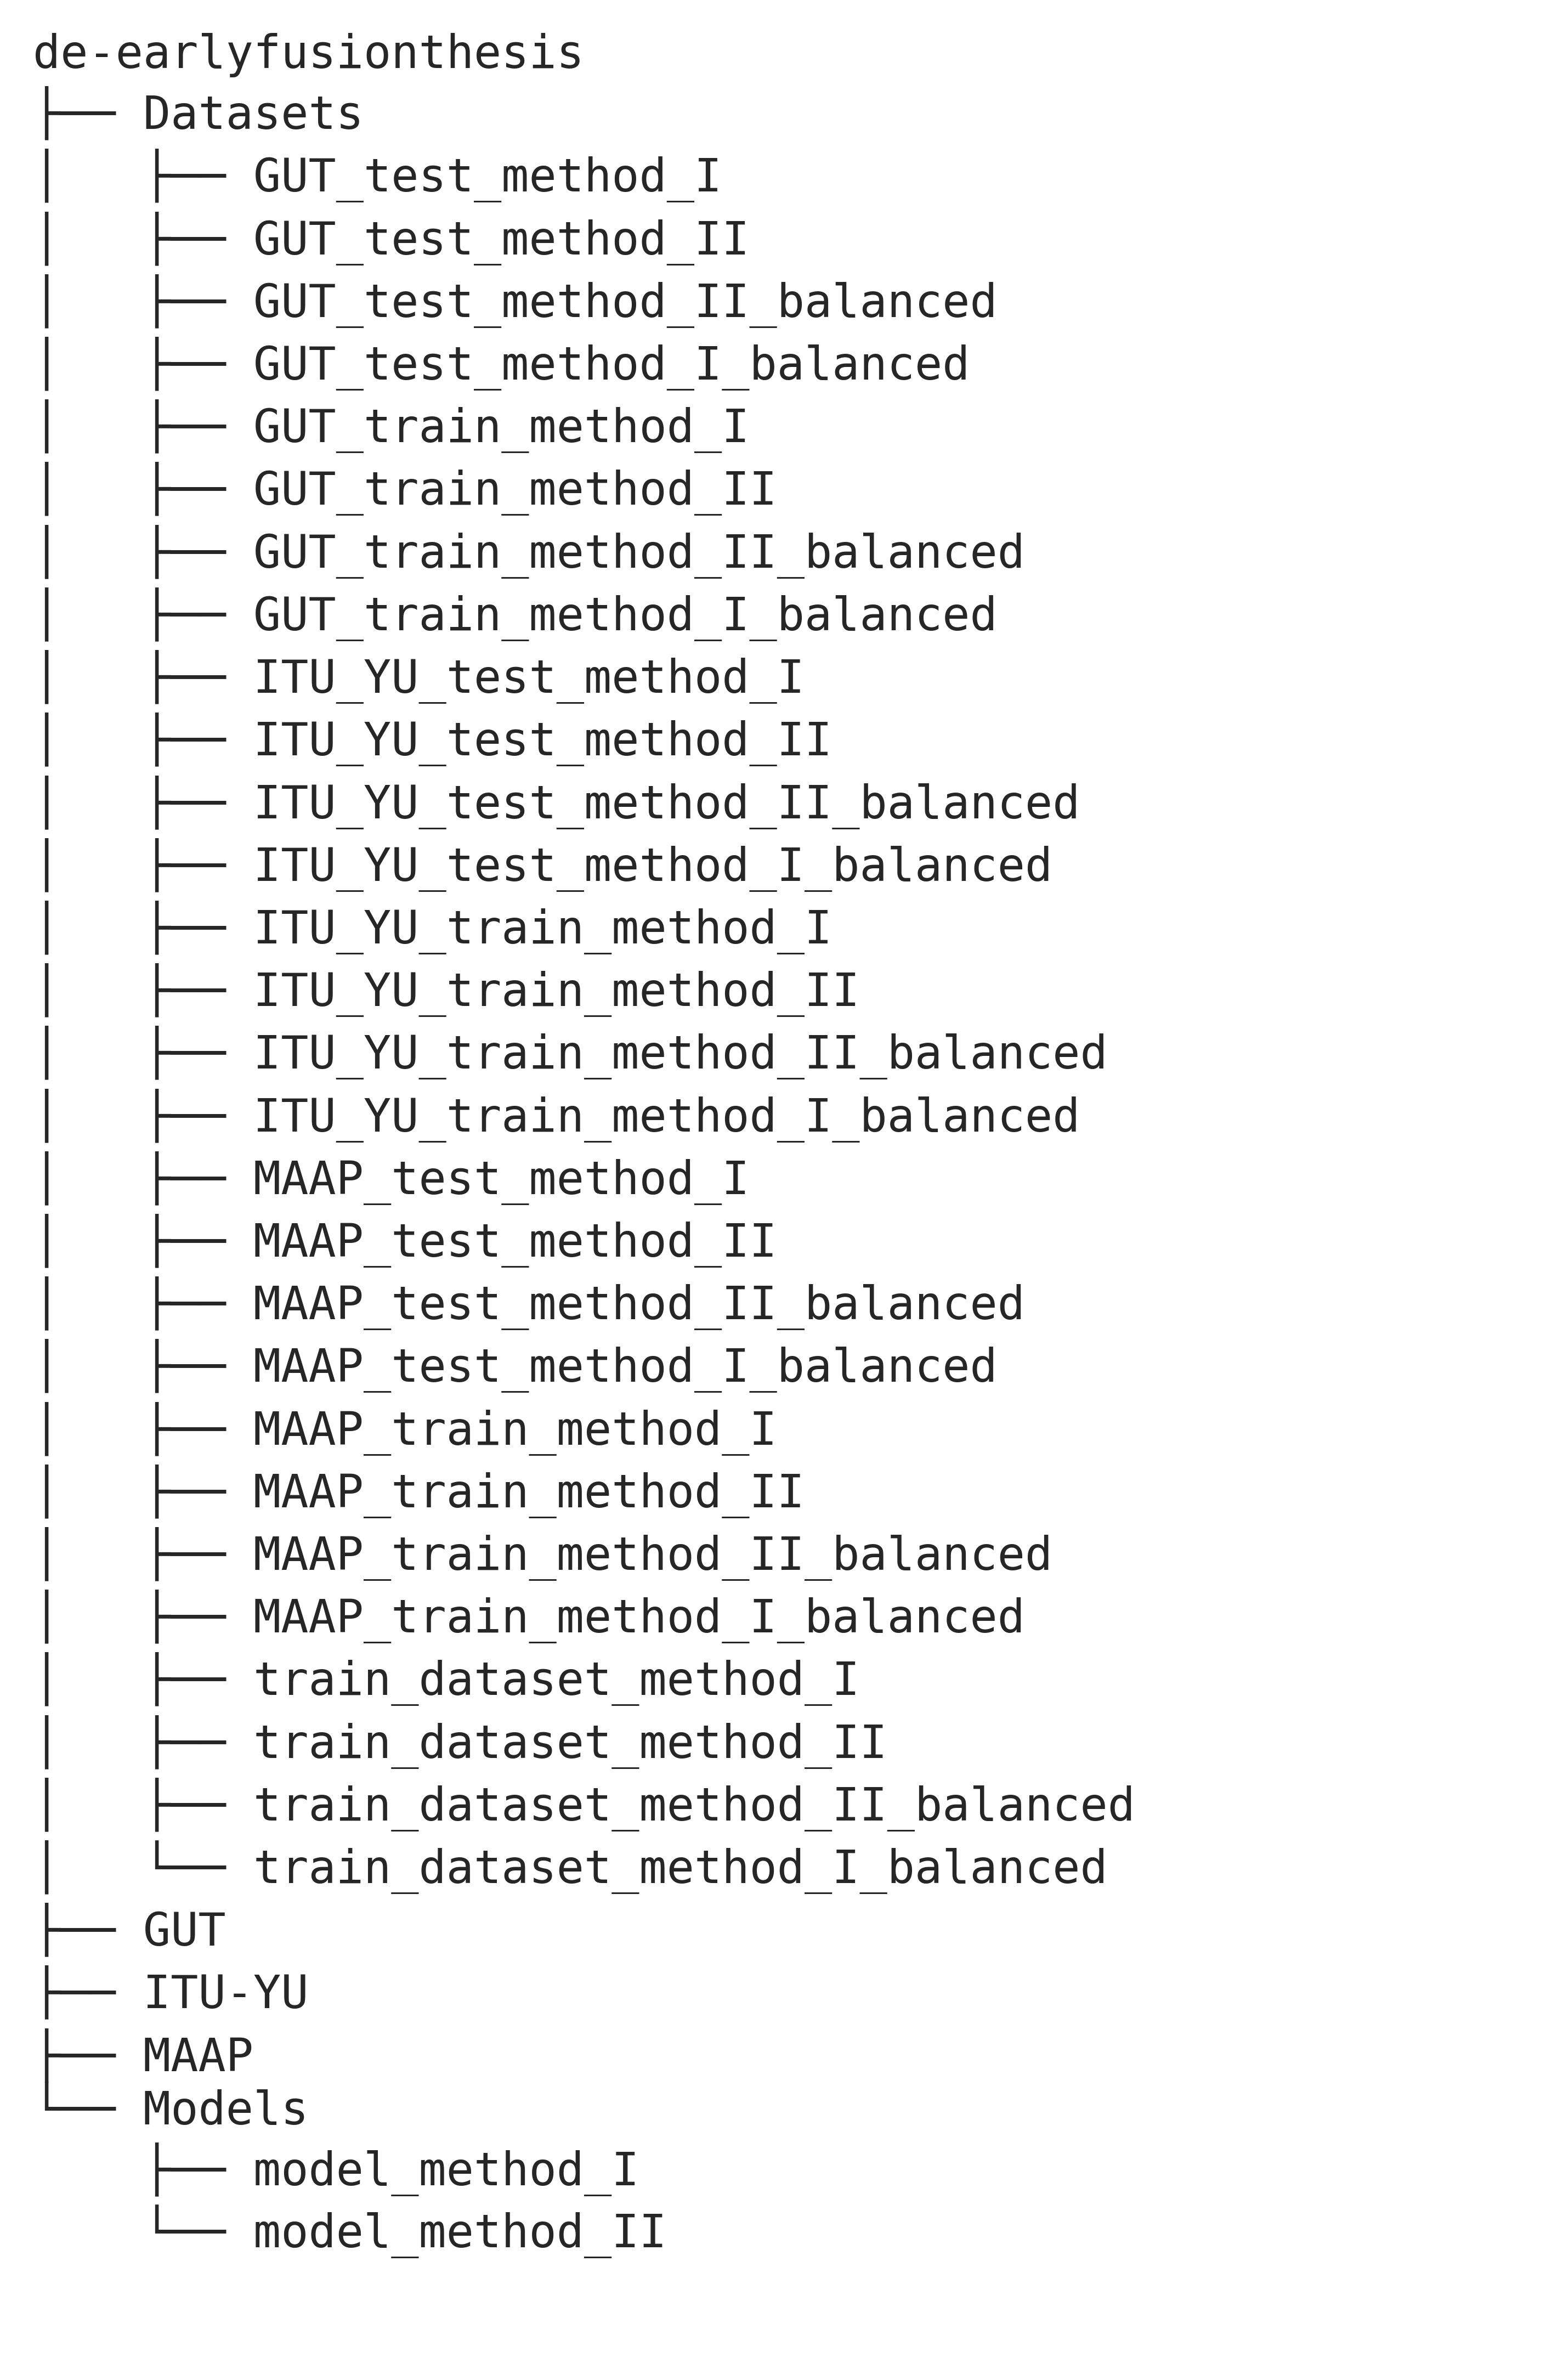 de-earlyfusionthesis
├── Datasets
│   ├── GUT_test_method_I
│   ├── GUT_test_method_II
│   ├── GUT_test_method_II_balanced
│   ├── GUT_test_method_I_balanced
│   ├── GUT_train_method_I
│   ├── GUT_train_method_II
│   ├── GUT_train_method_II_balanced
│   ├── GUT_train_method_I_balanced
│   ├── ITU_YU_test_method_I
│   ├── ITU_YU_test_method_II
│   ├── ITU_YU_test_method_II_balanced
│   ├── ITU_YU_test_method_I_balanced
│   ├── ITU_YU_train_method_I
│   ├── ITU_YU_train_method_II
│   ├── ITU_YU_train_method_II_balanced
│   ├── ITU_YU_train_method_I_balanced
│   ├── MAAP_test_method_I
│   ├── MAAP_test_method_II
│   ├── MAAP_test_method_II_balanced
│   ├── MAAP_test_method_I_balanced
│   ├── MAAP_train_method_I
│   ├── MAAP_train_method_II
│   ├── MAAP_train_method_II_balanced
│   ├── MAAP_train_method_I_balanced
│   ├── train_dataset_method_I
│   ├── train_dataset_method_II
│   ├── train_dataset_method_II_balanced
│   └── train_dataset_method_I_balanced
├── GUT
├── ITU-YU
├── MAAP
└── Models
    ├── model_method_I
    └── model_method_II